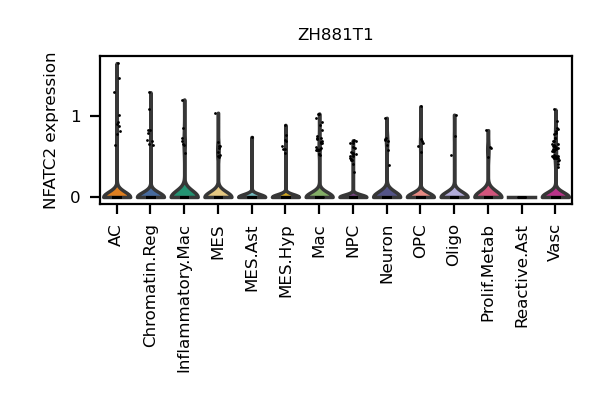 ZH881T1
NFATC2 expression
1
0
AC
Chromatin.Reg
Inflammatory.Mac
MES
MES.Ast
MES.Hyp
Mac
NPC
Neuron
OPC
Oligo
Prolif.Metab
Reactive.Ast
Vasc